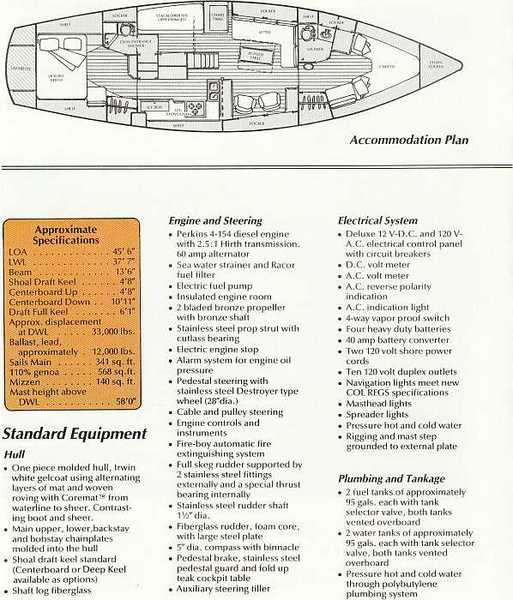 LOCKER
LOCKER
SHELF
LOCKER
SETTEE
LOCKER
SHELF
SHELF
ICE BOX
SHELF
LOCKER
SHELF
Accommodation Plan
Approximate
Specifications
LOA . . . . . . . . . . . . 45' 6"
LWL . . . . . . . . . . . . 37' 7"
Beam . . . . . . . . . . . 13'6"
Shoal Draft Keel . . . . . 4'8"
Centerboard Up . . . . . 4'8"
Centerboard Down . . . 10'11"
Draft Full Keel . . . . . . 6'1"
Approx. displacement
at DWL . . . . . 33,000 lbs.
Ballast, lead,
approximately . 12,000 lbs.
Sails Main . . . . . 341 sq. ft.
110% genoa . . . 568 sq. ft.
Mizzen . . . . . . . 140 sq. ft.
Mast height above
DWL . . . . . . . . . . 58'0"
Standard Equipment
Hull
• One piece molded hull, trwin
white gelcoat using alternating
layers of mat and woven
roving with Coremat™ from
waterline to sheer. Contrast-
ing boot and sheer.
• Main upper, lower,backstay
and bobstay chainplates
molded into the hull
• Shoal draft keel standard
(Centerboard or Deep Keel
available as options)
• Shaft log fiberglass
Engine and Steering
• Perkins 4-154 diesel engine
with 2.5:1 Hirth transmission.
60 amp alternator
• Sea water strainer and Racor
fuel filter
• Electric fuel pump
• Insulated engine room
• 2 bladed bronze propeller
with bronze shaft
• Stainless steel prop strut with
cutlass bearing
• Electric engine stop
• Alarm system for engine oil
pressure
• Pedestal steering with
stainless steel Destroyer type
wheel (28"dia.)
• Cable and pulley steering
• Engine controls and
instruments
• Fire-boy automatic fire
extinguishing system
• Full skeg rudder supported by
2 stainless steel fittings
externally and a special thrust
bearing internally
• Stainless steel rudder shaft
1½" dia.
• Fiberglass rudder, foam core,
with large steel plate
• 5" dia. compass with binnacle
• Pedestal brake, stainless steel
pedestal guard and fold up
teak cockpit table
• Auxiliary steering tiller
Electrical System
• Deluxe 12 V-D.C. and 120 V-
A.C. electrical control panel
with circuit breakers
• D.C. volt meter
• A.C. volt meter
• A.C. reverse polarity
indication
• A.C. indication light
• 4-way vapor proof switch
• Four heavy duty batteries
• 40 amp battery converter
• Two 120 volt shore power
cords
• Ten 120 volt duplex outlets
• Navigation lights meet new
COL REGS specifications
• Masthead lights
• Spreader lights
• Pressure hot and cold water
• Rigging and mast step
grounded to external plate
Plumbing and Tankage
• 2 fuel tanks of approximately
95 gals. each with tank
selector valve, both tanks
vented overboard
• 2 water tanks of approximately
95 gals. each with tank selector
valve, both tanks vented
overboard
• Pressure hot and cold water
through polybutylene
plumbing system